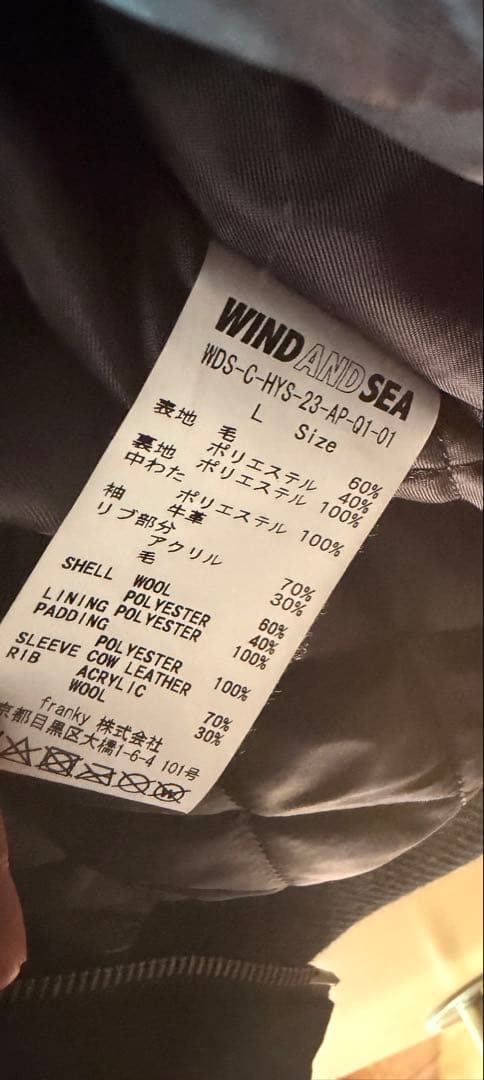 WIND AND SEA
WDS-C-HYS-23-AP-Q1-01
L Size
表地 毛 60%
ポリエステル 40%
裏地 ポリエステル 100%
中わた ポリエステル 100%
袖 牛革
リブ部分
アクリル 70%
毛 30%
SHELL WOOL 60%
POLYESTER 40%
LINING POLYESTER 100%
PADDING
POLYESTER 100%
SLEEVE COW LEATHER
RIB ACRYLIC 70%
WOOL 30%
franky 株式会社
京都目黒区大橋1-6-4 101号